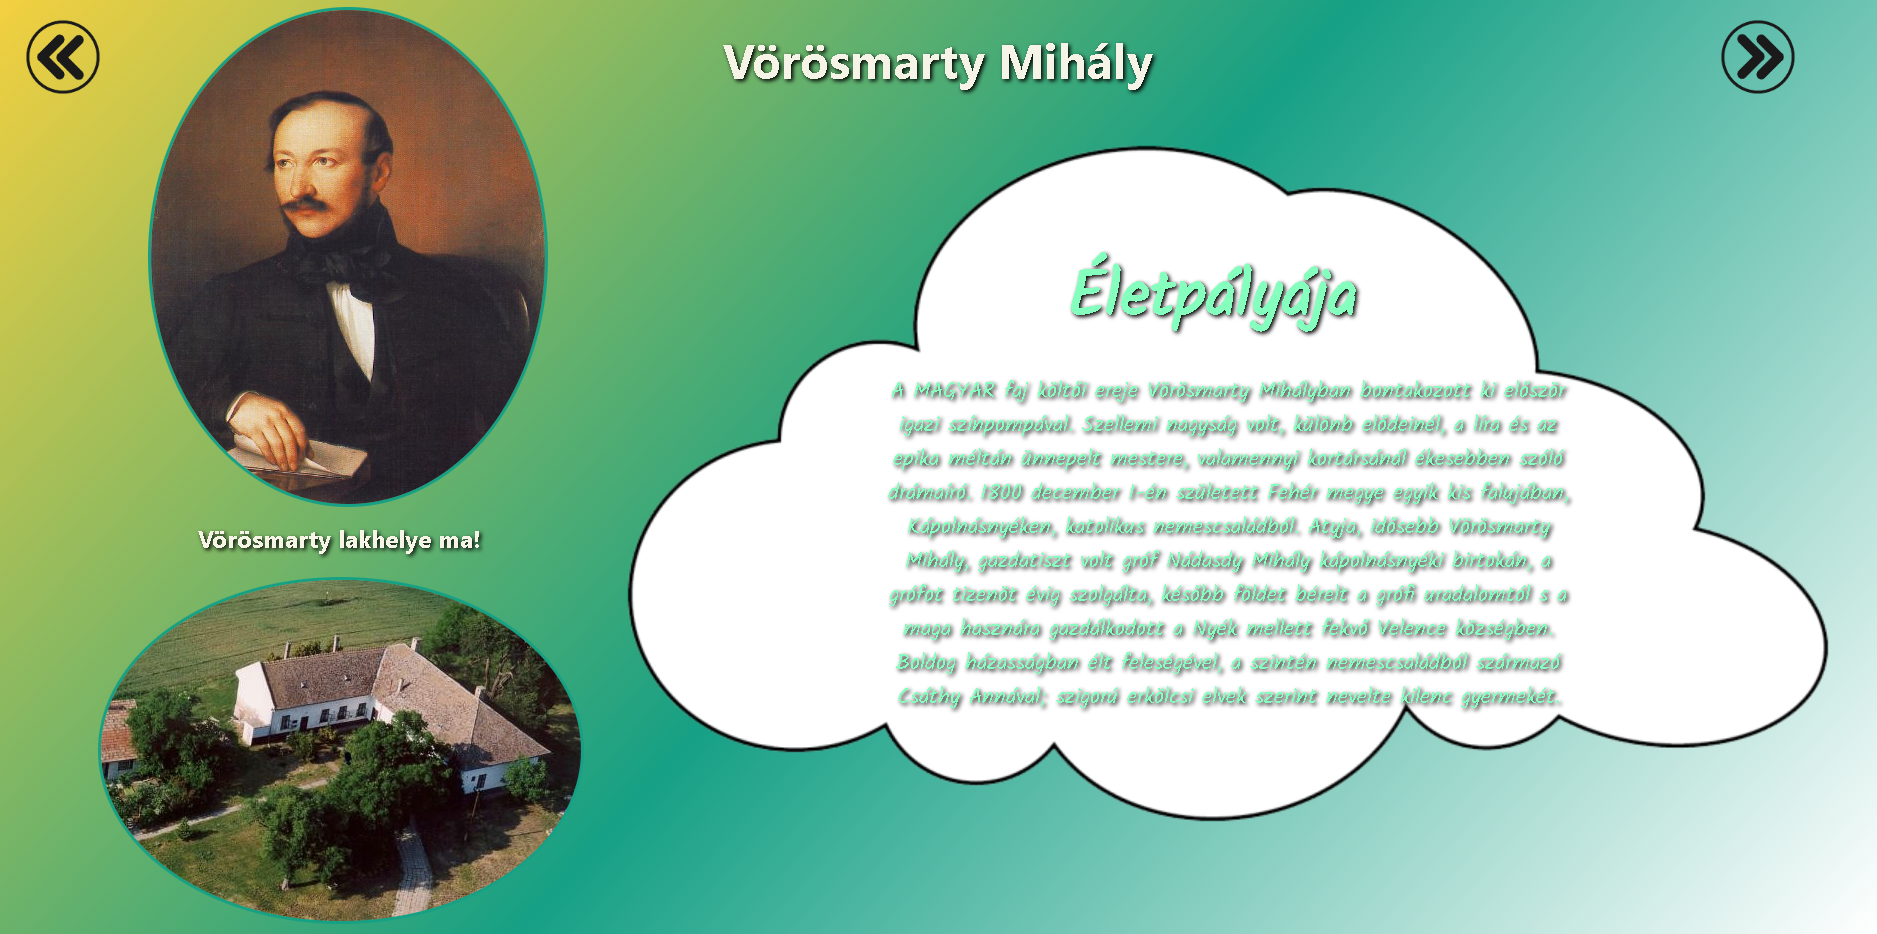 Vörösmarty Mihály
Vörösmarty lakhelye ma!
Életpályája
A MAGYAR faj költői ereje Vörösmarty Mihályban bontakozott ki először
igazi színpompával. Szellemi nagyság volt, különb elődeinél, a líra és az
epika méltán ünnepelt mestere, valamennyi kortársánál ékesebben szóló
drámaíró. 1800 december 1-én született Fehér megye egyik kis falujában,
Kápolnásnyéken, katolikus nemescsaládból. Atyja, idősebb Vörösmarty
Mihály, gazdatiszt volt gróf Nádasdy Mihály kápolnásnyéki birtokán, a
grófot tizenöt évig szolgálta, később földet bérelt a grófi uradalomtól s a
maga hasznára gazdálkodott a Nyék mellett fekvő Velence községben.
Boldog házasságban élt feleségével, a szintén nemescsaládból származó
Csáthy Annával; szigorú erkölcsi elvek szerint nevelte kilenc gyermekét.